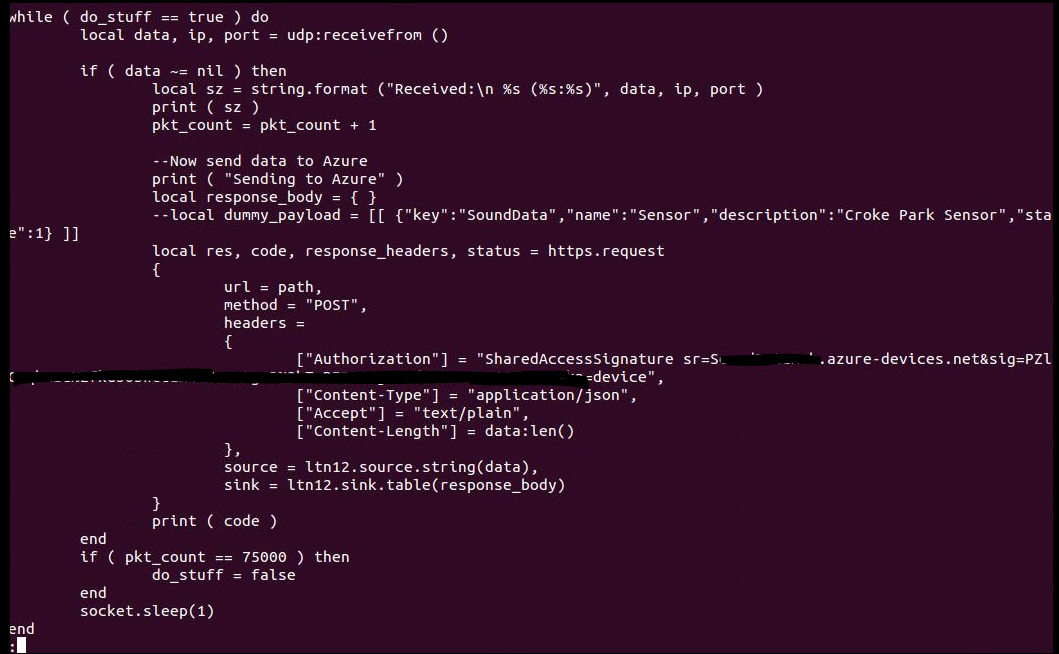 while ( do_stuff == true ) do
local data, ip, port = udp:receivefrom ()
if ( data ~= nil ) then
local sz = string.format ("Received:\n %s (%s:%s)", data, ip, port )
print ( sz )
pkt_count = pkt_count + 1
--Now send data to Azure
print ( "Sending to Azure" )
local response_body = { }
--local dummy_payload = [[ {"key":"SoundData","name":"Sensor","description":"Croke Park Sensor","sta
e":1} ]]
local res, code, response_headers, status = https.request
{
url = path,
method = "POST",
headers =
{
["Authorization"] = "SharedAccessSignature sr=S .azure-devices.net&sig=PZl
=device",
["Content-Type"] = "application/json",
["Accept"] = "text/plain",
["Content-Length"] = data:len()
},
source = ltn12.source.string(data),
sink = ltn12.sink.table(response_body)
}
print ( code )
end
if ( pkt_count == 75000 ) then
do_stuff = false
end
socket.sleep(1)
end
: